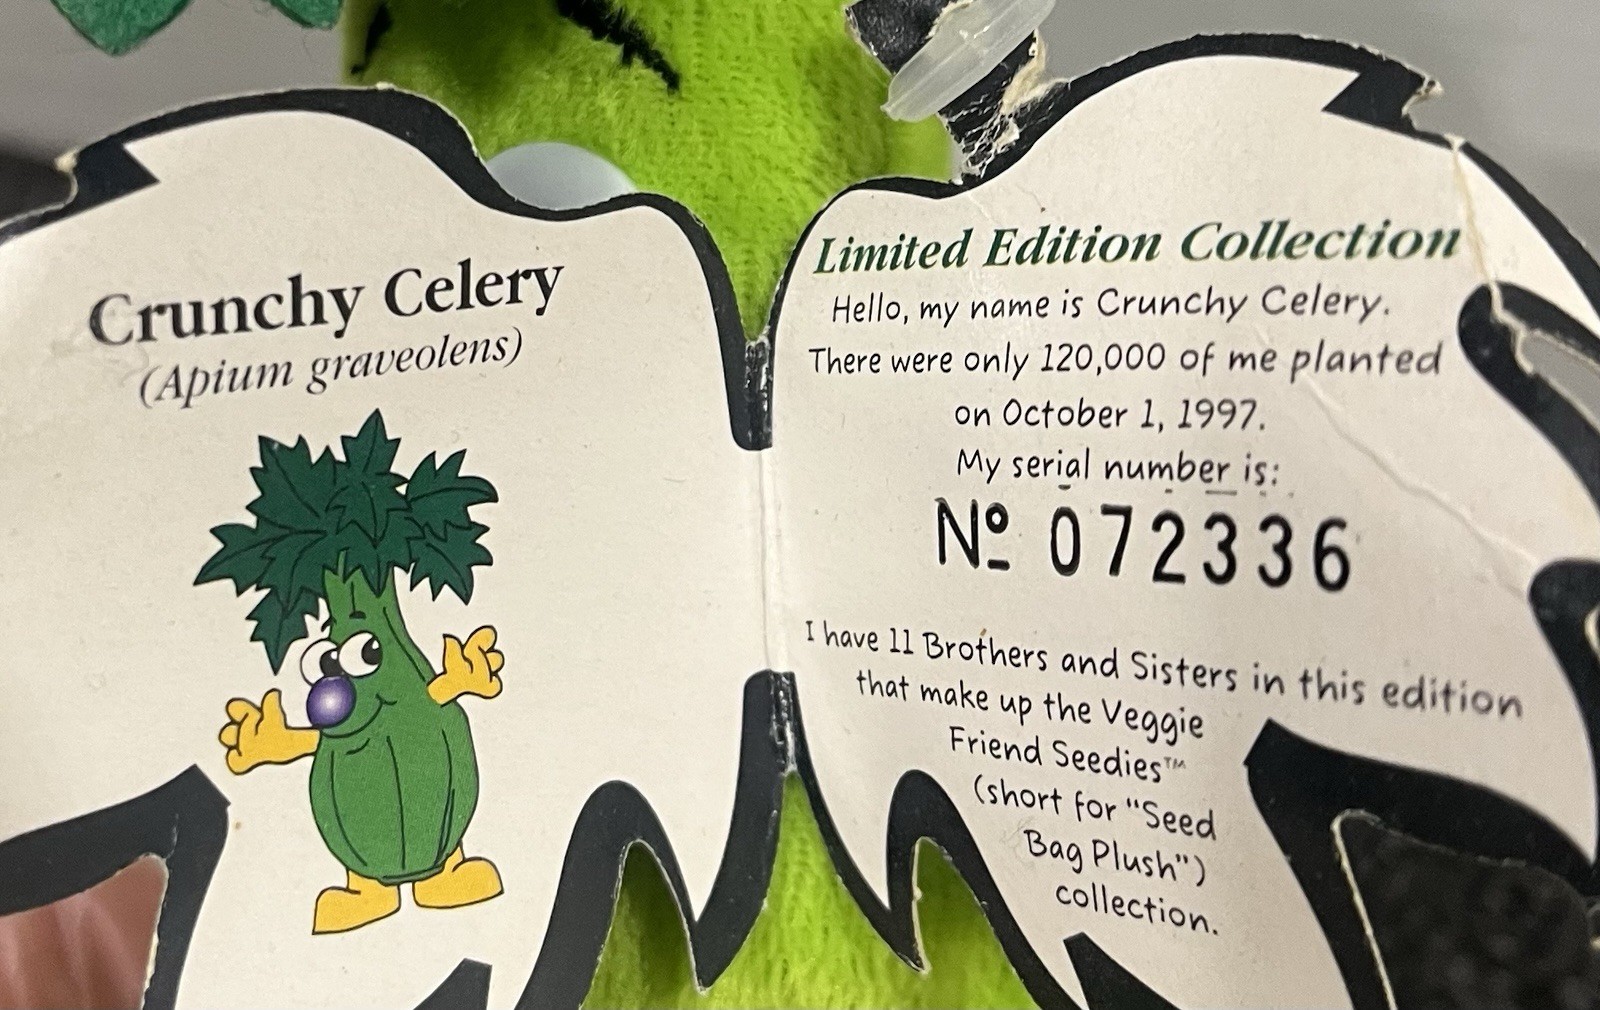 Crunchy Celery
(Apium graveolens)
Limited Edition Collection
Hello, my name is Crunchy Celery.
There were only 120,000 of me planted
on October 1, 1997.
My serial number is:
Nº 072336
I have 11 Brothers and Sisters in this edition
that make up the Veggie
Friend Seedies™
(short for "Seed
Bag Plush")
collection.